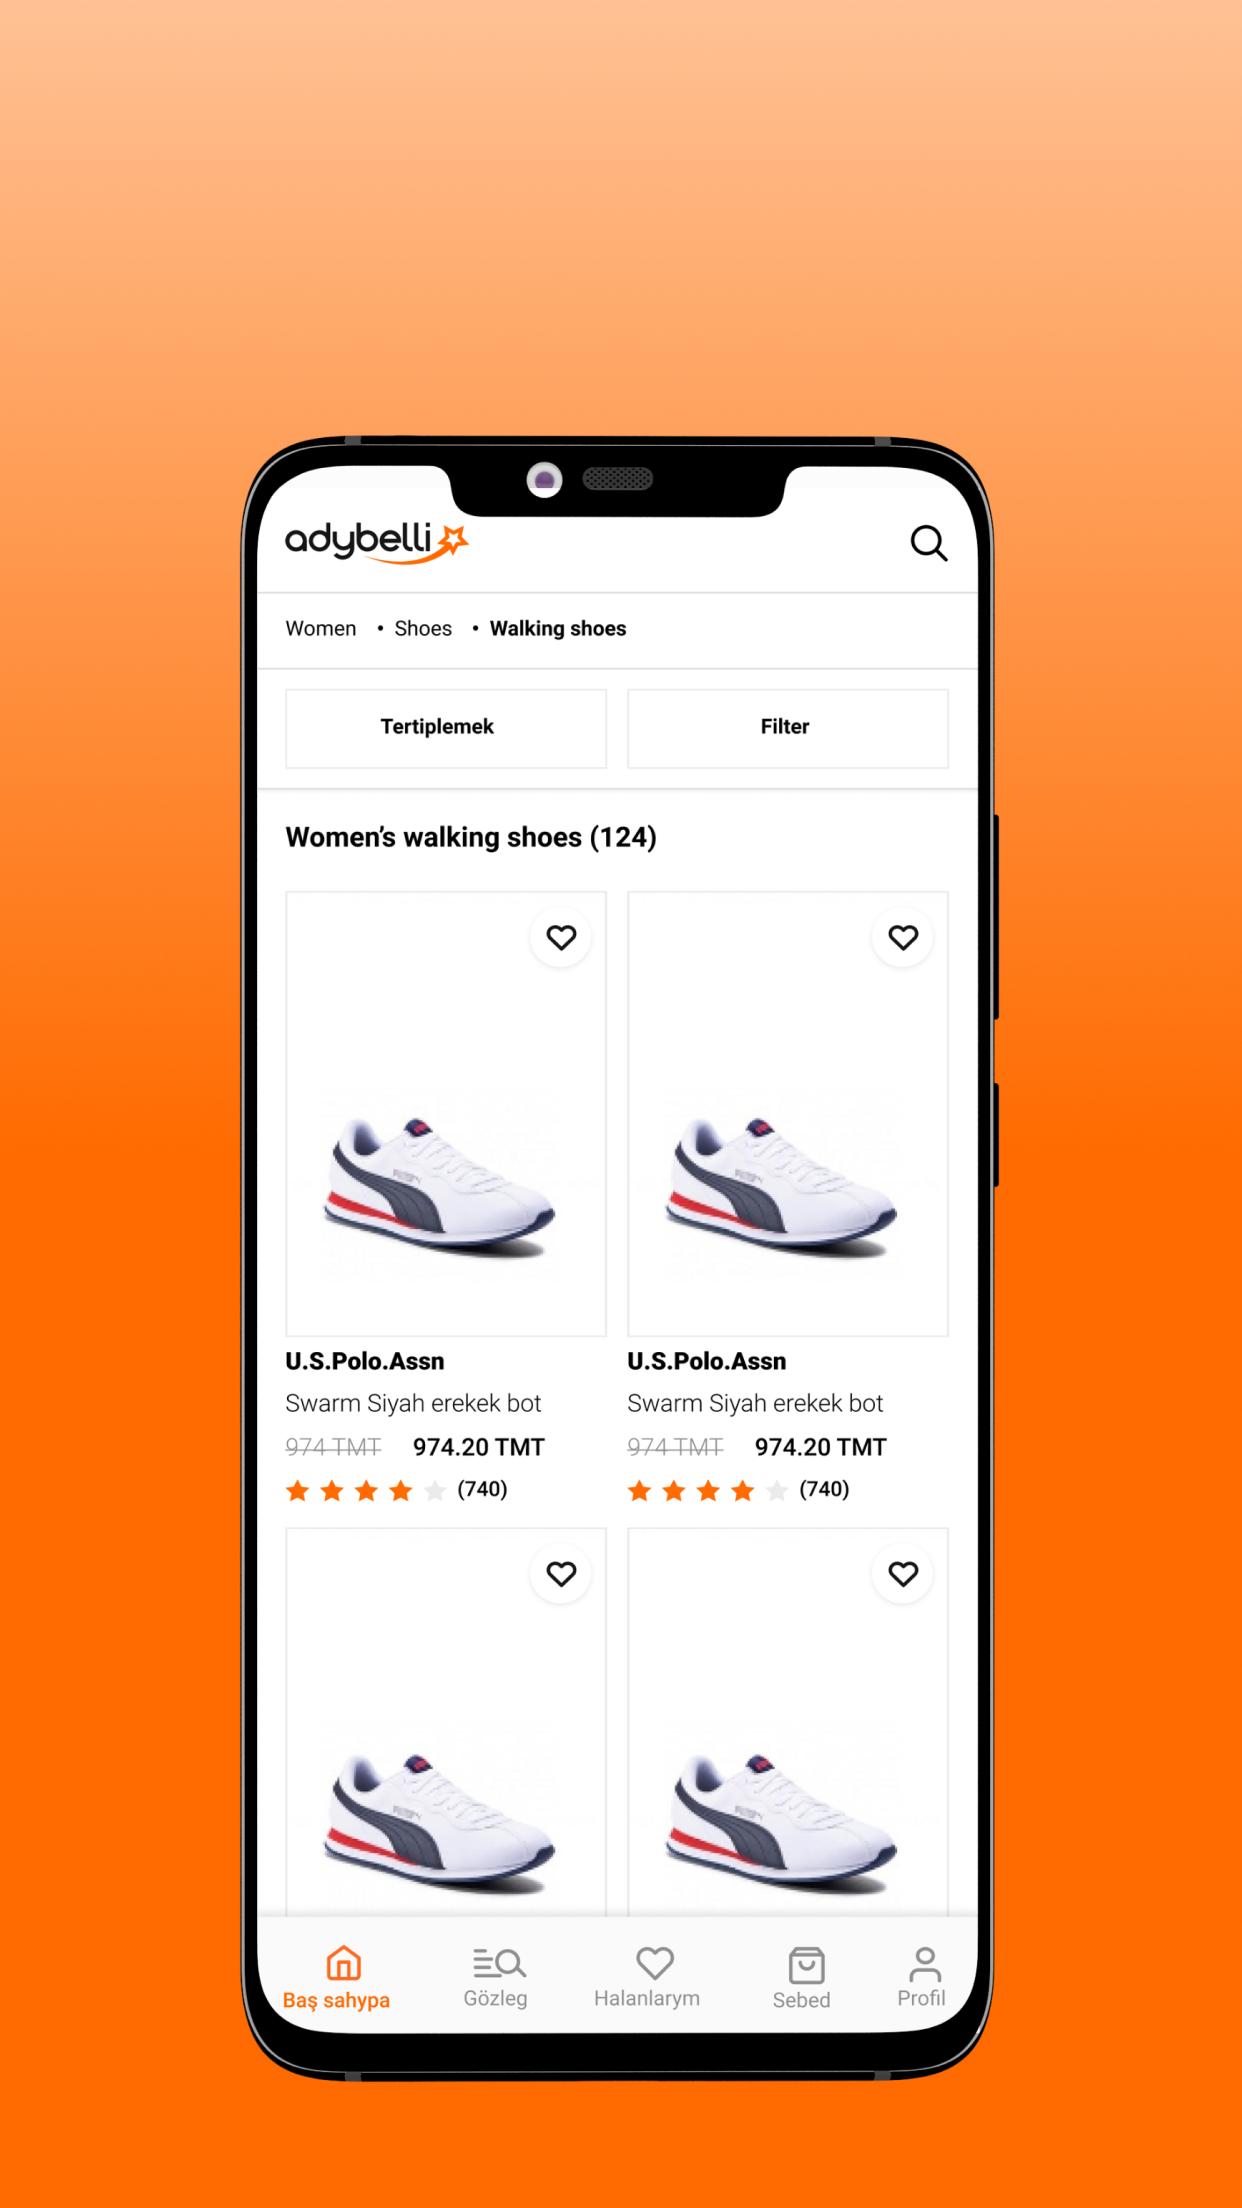 adybelli
Women • Shoes • Walking shoes
Tertiplemek Filter
Women’s walking shoes (124)
U.S.Polo.Assn U.S.Polo.Assn
Swarm Siyah erekek bot Swarm Siyah erekek bot
974 TMT 974.20 TMT 974 TMT 974.20 TMT
(740) (740)
Baş sahypa Gözleg Halanlarym Sebed Profil